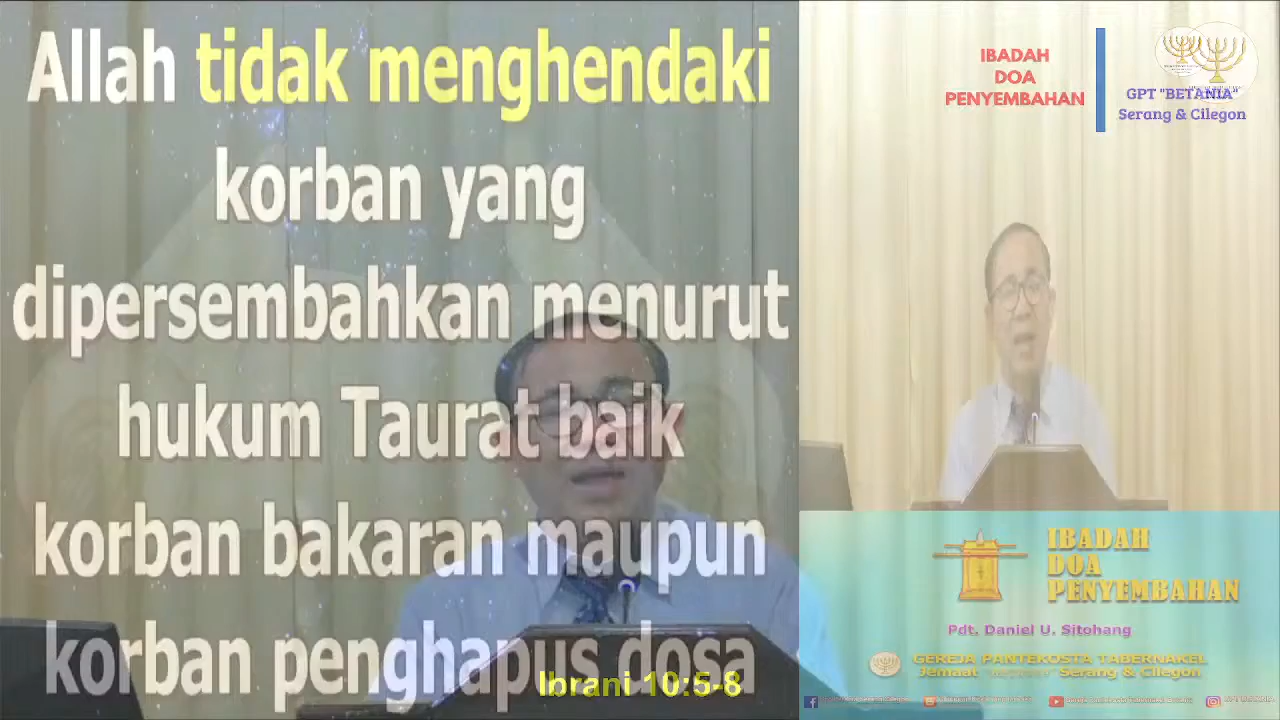 Allah tidak menghendaki
korban yang
dipersembahkan menurut
hukum Taurat baik
korban bakaran maupun
korban penghapus dosa
Ibrani 10:5-8
IBADAH
DOA
PENYEMBAHAN
GPT "BETANIA"
Serang & Cilegon
IBADAH
DOA
PENYEMBAHAN
Pdt. Daniel U. Sitohang
GEREJA PANTEKOSTA TABERNAKEL
Jemaat "BETANIA" Serang & Cilegon